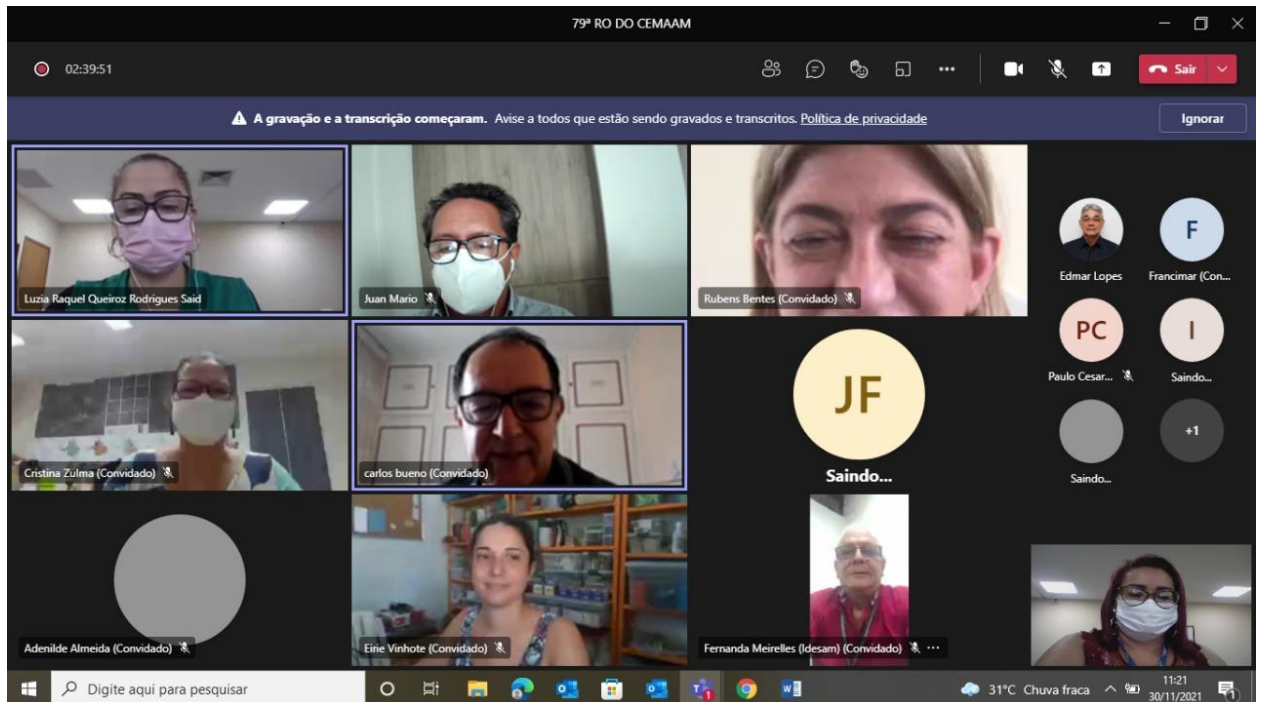 79ª RO DO CEMAAM
02:39:51
Sair
A gravação e a transcrição começaram. Avise a todos que estão sendo gravados e transcritos. Política de privacidade
Ignorar
Luzia Raquel Queiroz Rodrigues Said
Juan Mario
Rubens Bentes (Convidado)
Edmar Lopes
F
Francimar (Con...
PC
Paulo Cesar...
I
Saindo...
Cristina Zulma (Convidado)
carlos bueno (Convidado)
JF
Saindo...
Saindo...
+1
Adenilde Almeida (Convidado)
Eirie Vinhote (Convidado)
Fernanda Meirelles (Idesam) (Convidado)
Digite aqui para pesquisar
31°C Chuva fraca
11:21
30/11/2021